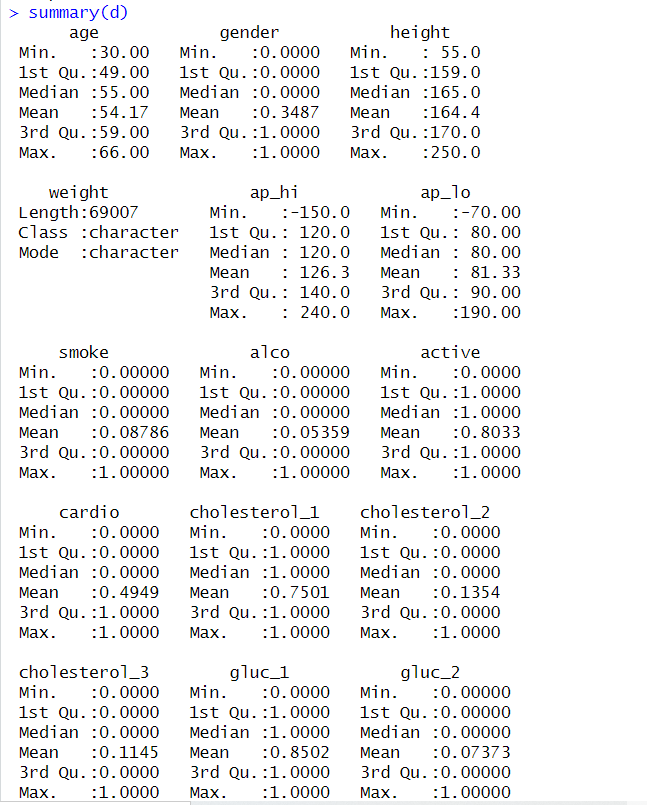 > summary(d)
age gender height
Min. :30.00 Min. :0.0000 Min. : 55.0
1st Qu.:49.00 1st Qu.:0.0000 1st Qu.:159.0
Median :55.00 Median :0.0000 Median :165.0
Mean :54.17 Mean :0.3487 Mean :164.4
3rd Qu.:59.00 3rd Qu.:1.0000 3rd Qu.:170.0
Max. :66.00 Max. :1.0000 Max. :250.0
weight ap_hi ap_lo
Length:69007 Min. :-150.0 Min. :-70.00
Class :character 1st Qu.: 120.0 1st Qu.: 80.00
Mode :character Median : 120.0 Median : 80.00
Mean : 126.3 Mean : 81.33
3rd Qu.: 140.0 3rd Qu.: 90.00
Max. : 240.0 Max. :190.00
smoke alco active
Min. :0.00000 Min. :0.00000 Min. :0.0000
1st Qu.:0.00000 1st Qu.:0.00000 1st Qu.:1.0000
Median :0.00000 Median :0.00000 Median :1.0000
Mean :0.08786 Mean :0.05359 Mean :0.8033
3rd Qu.:0.00000 3rd Qu.:0.00000 3rd Qu.:1.0000
Max. :1.00000 Max. :1.00000 Max. :1.0000
cardio cholesterol_1 cholesterol_2
Min. :0.0000 Min. :0.0000 Min. :0.0000
1st Qu.:0.0000 1st Qu.:1.0000 1st Qu.:0.0000
Median :0.0000 Median :1.0000 Median :0.0000
Mean :0.4949 Mean :0.7501 Mean :0.1354
3rd Qu.:1.0000 3rd Qu.:1.0000 3rd Qu.:0.0000
Max. :1.0000 Max. :1.0000 Max. :1.0000
cholesterol_3 gluc_1 gluc_2
Min. :0.0000 Min. :0.0000 Min. :0.00000
1st Qu.:0.0000 1st Qu.:1.0000 1st Qu.:0.00000
Median :0.0000 Median :1.0000 Median :0.00000
Mean :0.1145 Mean :0.8502 Mean :0.07373
3rd Qu.:0.0000 3rd Qu.:1.0000 3rd Qu.:0.00000
Max. :1.0000 Max. :1.0000 Max. :1.00000